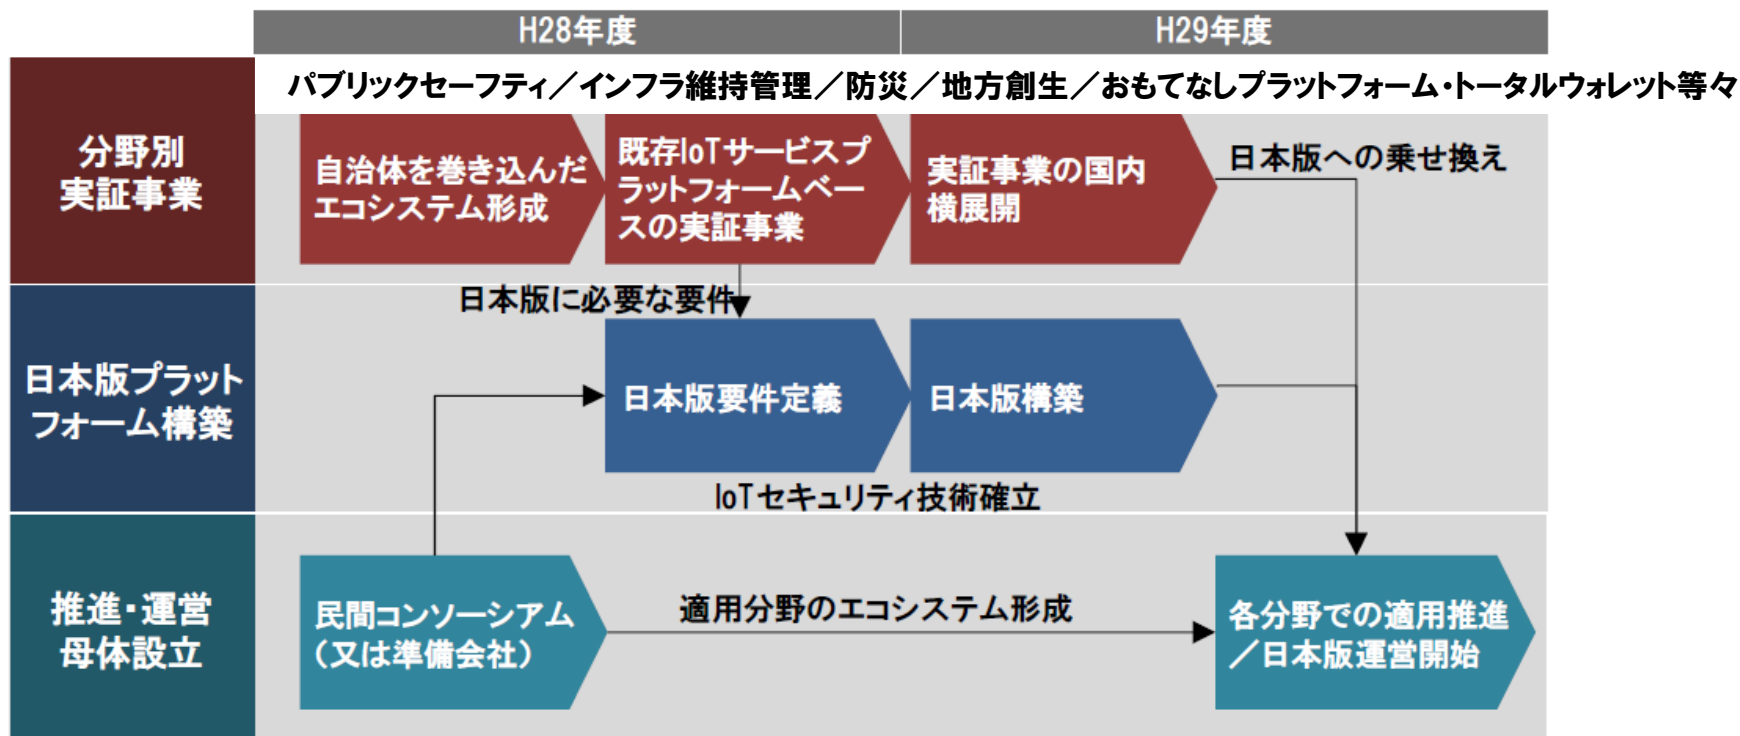 H28年度
H29年度
パブリックセーフティ／インフラ維持管理／防災／地方創生／おもてなしプラットフォーム・トータルウォレット等々
分野別
実証事業
自治体を巻き込んだ
エコシステム形成
既存IoTサービスプ
ラットフォームベー
スの実証事業
実証事業の国内
横展開
日本版への乗せ換え
日本版に必要な要件
日本版プラット
フォーム構築
日本版要件定義
日本版構築
IoTセキュリティ技術確立
推進・運営
母体設立
民間コンソーシアム
（又は準備会社）
適用分野のエコシステム形成
各分野での適用推進
／日本版運営開始